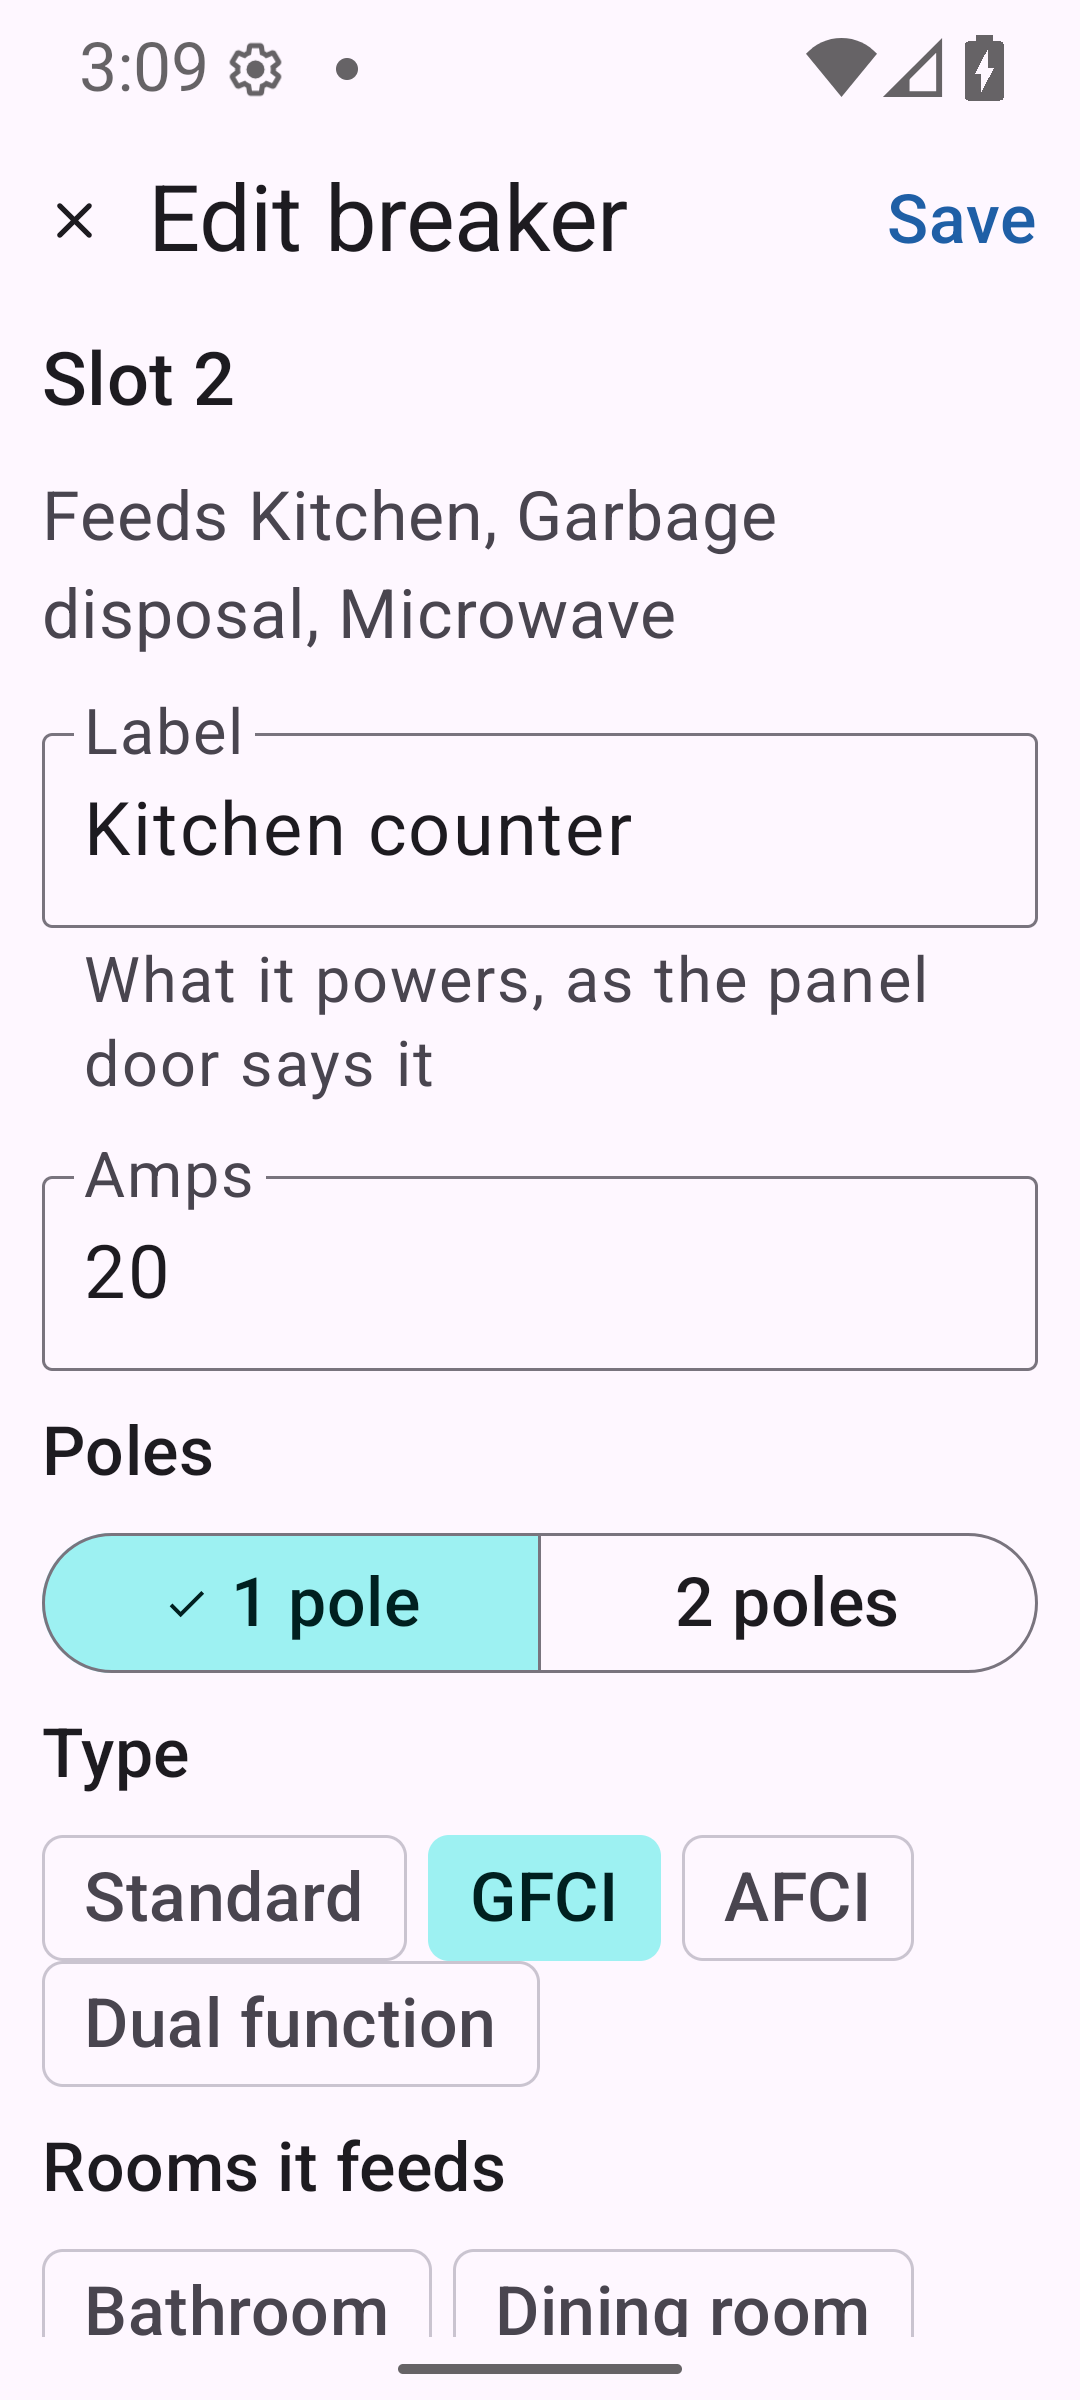 3:09
Edit breaker
Save
Slot 2
Feeds Kitchen, Garbage
disposal, Microwave
Label
Kitchen counter
What it powers, as the panel
door says it
Amps
20
Poles
1 pole
2 poles
Type
Standard
GFCI
AFCI
Dual function
Rooms it feeds
Bathroom
Dining room